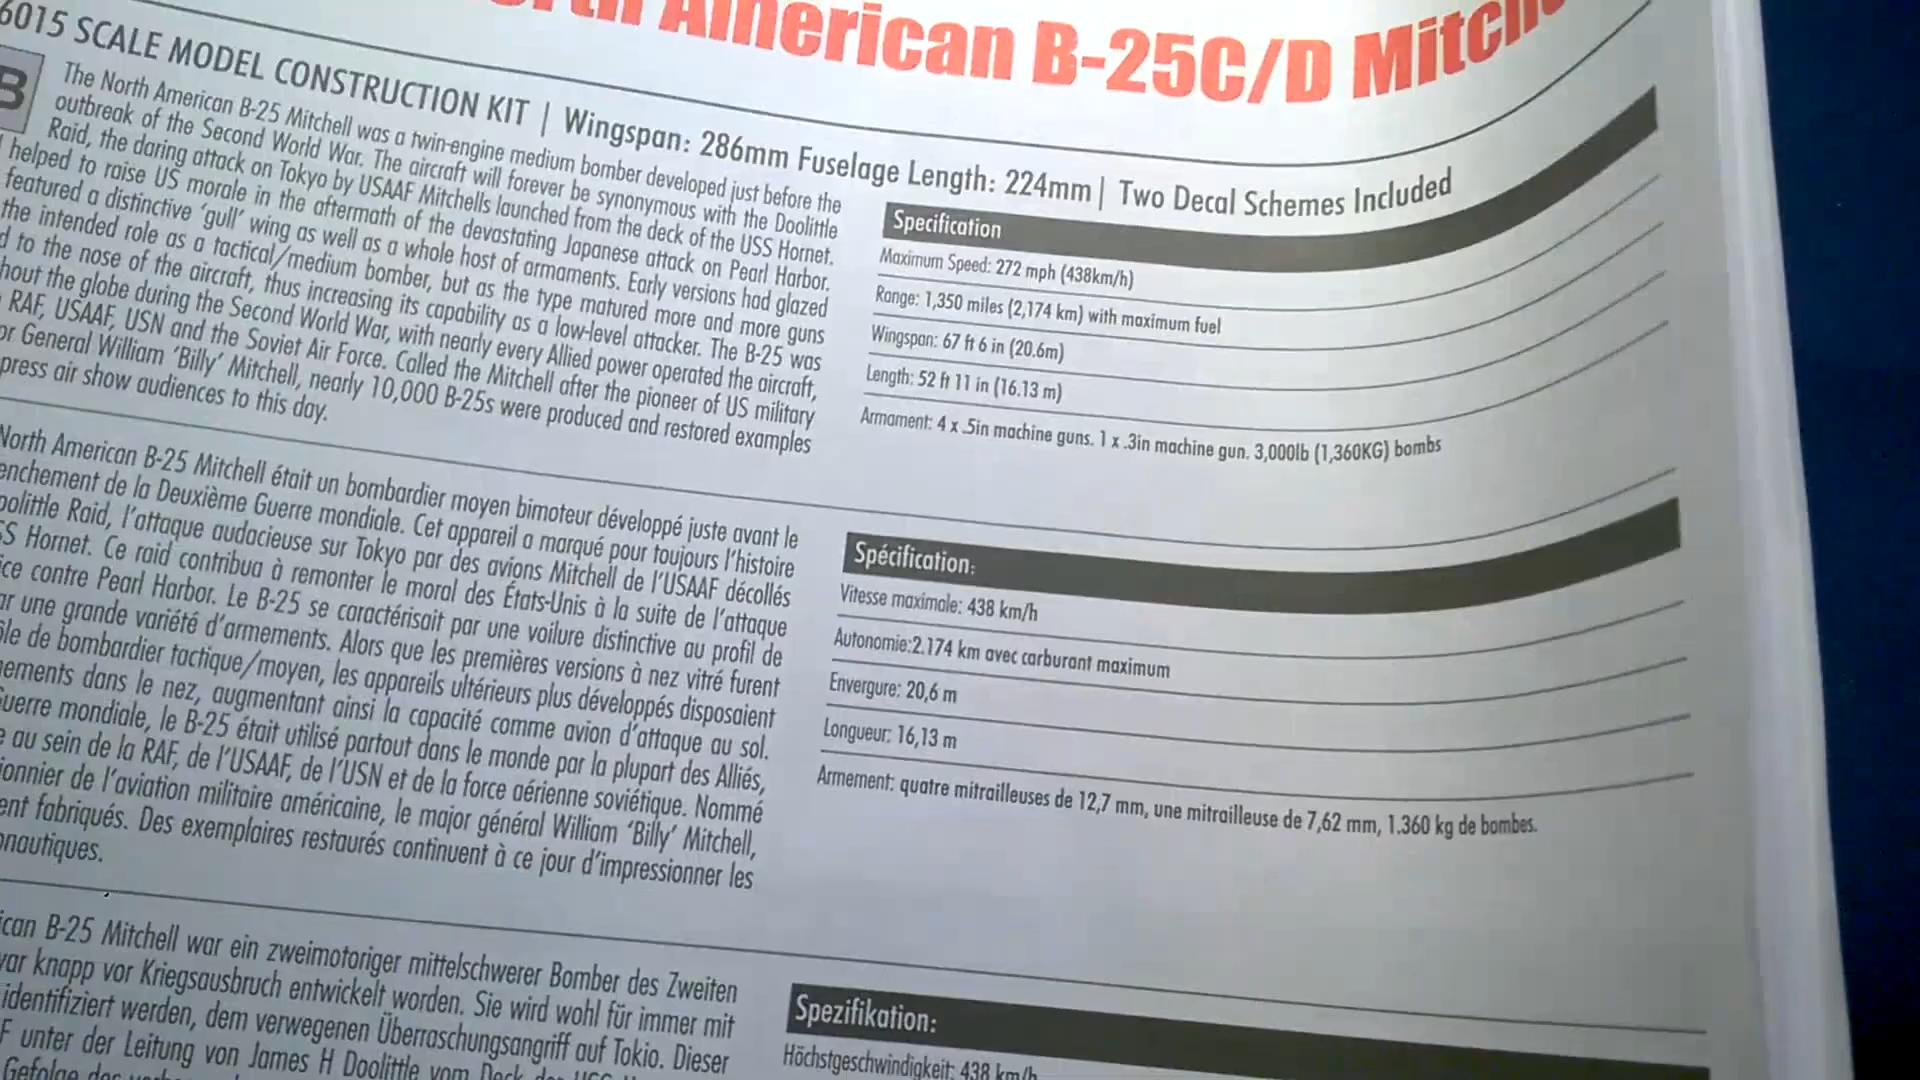 North American B-25C/D Mitche
6015 SCALE MODEL CONSTRUCTION KIT | Wingspan: 286mm Fuselage Length: 224mm | Two Decal Schemes Included
The North American B-25 Mitchell was a twin-engine medium bomber developed just before the
outbreak of the Second World War. The aircraft will forever be synonymous with the Doolittle
Raid, the daring attack on Tokyo by USAAF Mitchells launched from the deck of the USS Hornet.
helped to raise US morale in the aftermath of the devastating Japanese attack on Pearl Harbor.
featured a distinctive 'gull' wing as well as a whole host of armaments. Early versions had glazed
the intended role as a tactical/medium bomber, but as the type matured more and more guns
d to the nose of the aircraft, thus increasing its capability as a low-level attacker. The B-25 was
hout the globe during the Second World War, with nearly every Allied power operated the aircraft,
RAF, USAAF, USN and the Soviet Air Force. Called the Mitchell after the pioneer of US military
or General William 'Billy' Mitchell, nearly 10,000 B-25s were produced and restored examples
press air show audiences to this day.
Specification
Maximum Speed: 272 mph (438km/h)
Range: 1,350 miles (2,174 km) with maximum fuel
Wingspan: 67 ft 6 in (20.6m)
Length: 52 ft 11 in (16.13 m)
Armament: 4 x .5in machine guns. 1 x .3in machine gun. 3,000lb (1,360KG) bombs
North American B-25 Mitchell était un bombardier moyen bimoteur développé juste avant le
enchement de la Deuxième Guerre mondiale. Cet appareil a marqué pour toujours l'histoire
oolittle Raid, l'attaque audacieuse sur Tokyo par des avions Mitchell de l'USAAF décollés
S Hornet. Ce raid contribua à remonter le moral des États-Unis à la suite de l'attaque
ice contre Pearl Harbor. Le B-25 se caractérisait par une voilure distinctive au profil de
ar une grande variété d'armements. Alors que les premières versions à nez vitré furent
ôle de bombardier tactique/moyen, les appareils ultérieurs plus développés disposaient
nements dans le nez, augmentant ainsi la capacité comme avion d'attaque au sol.
Guerre mondiale, le B-25 était utilisé partout dans le monde par la plupart des Alliés,
e au sein de la RAF, de l'USAAF, de l'USN et de la force aérienne soviétique. Nommé
ionnier de l'aviation militaire américaine, le major général William 'Billy' Mitchell,
ent fabriqués. Des exemplaires restaurés continuent à ce jour d'impressionner les
onautiques.
Spécification:
Vitesse maximale: 438 km/h
Autonomie:2.174 km avec carburant maximum
Envergure: 20,6 m
Longueur: 16,13 m
Armement: quatre mitrailleuses de 12,7 mm, une mitrailleuse de 7,62 mm, 1.360 kg de bombes.
ican B-25 Mitchell war ein zweimotoriger mittelschwerer Bomber des Zweiten
var knapp vor Kriegsausbruch entwickelt worden. Sie wird wohl für immer mit
identifiziert werden, dem verwegenen Überraschungsangriff auf Tokio. Dieser
F unter der Leitung von James H Doolittle vom Deck der
Gefolge
Spezifikation:
Höchstgeschwindigkeit: 438 km/h